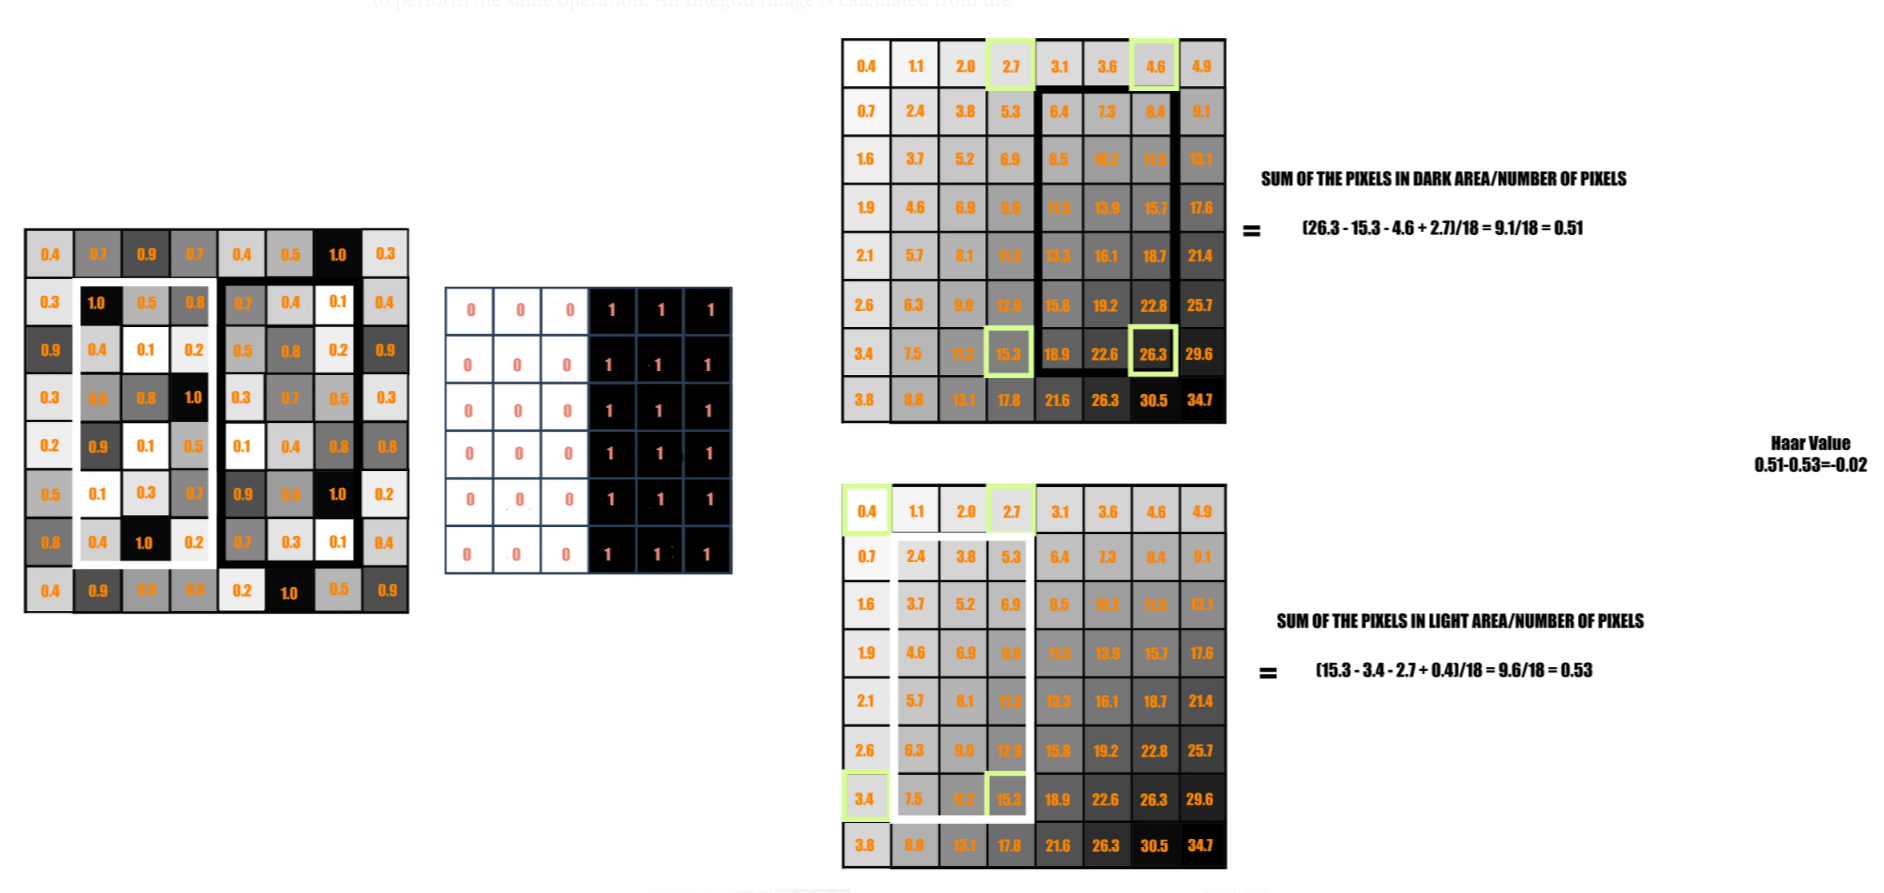 to perform the same operation. An Integral Image is calculated from the
0.4 0.7 0.9 0.7 0.4 0.5 1.0 0.3
0.3 1.0 0.5 0.8 0.7 0.4 0.1 0.4
0.9 0.4 0.1 0.2 0.5 0.8 0.2 0.9
0.3 0.6 0.8 1.0 0.3 0.7 0.5 0.3
0.2 0.9 0.1 0.5 0.1 0.4 0.8 0.8
0.5 0.1 0.3 0.7 0.9 0.6 1.0 0.2
0.8 0.4 1.0 0.2 0.7 0.3 0.1 0.4
0.4 0.9 0.6 0.6 0.2 1.0 0.5 0.9
0 0 0 1 1 1
0 0 0 1 1 1
0 0 0 1 1 1
0 0 0 1 1 1
0 0 0 1 1 1
0 0 0 1 1 1
0.4 1.1 2.0 2.7 3.1 3.6 4.6 4.9
0.7 2.4 3.8 5.3 6.4 7.3 8.4 9.1
1.6 3.7 5.2 6.9 8.5 10.2 11.5 13.1
1.9 4.6 6.9 9.6 11.5 13.9 15.7 17.6
2.1 5.7 8.1 11.3 13.3 16.1 18.7 21.4
2.6 6.3 9.0 12.9 15.8 19.2 22.8 25.7
3.4 7.5 11.2 15.3 18.9 22.6 26.3 29.6
3.8 8.8 13.1 17.8 21.6 26.3 30.5 34.7
SUM OF THE PIXELS IN DARK AREA/NUMBER OF PIXELS
= (26.3 - 15.3 - 4.6 + 2.7)/18 = 9.1/18 = 0.51
0.4 1.1 2.0 2.7 3.1 3.6 4.6 4.9
0.7 2.4 3.8 5.3 6.4 7.3 8.4 9.1
1.6 3.7 5.2 6.9 8.5 10.2 11.5 13.1
1.9 4.6 6.9 9.6 11.5 13.9 15.7 17.6
2.1 5.7 8.1 11.3 13.3 16.1 18.7 21.4
2.6 6.3 9.0 12.9 15.8 19.2 22.8 25.7
3.4 7.5 11.2 15.3 18.9 22.6 26.3 29.6
3.8 8.8 13.1 17.8 21.6 26.3 30.5 34.7
SUM OF THE PIXELS IN LIGHT AREA/NUMBER OF PIXELS
= (15.3 - 3.4 - 2.7 + 0.4)/18 = 9.6/18 = 0.53
Haar Value
0.51-0.53=-0.02